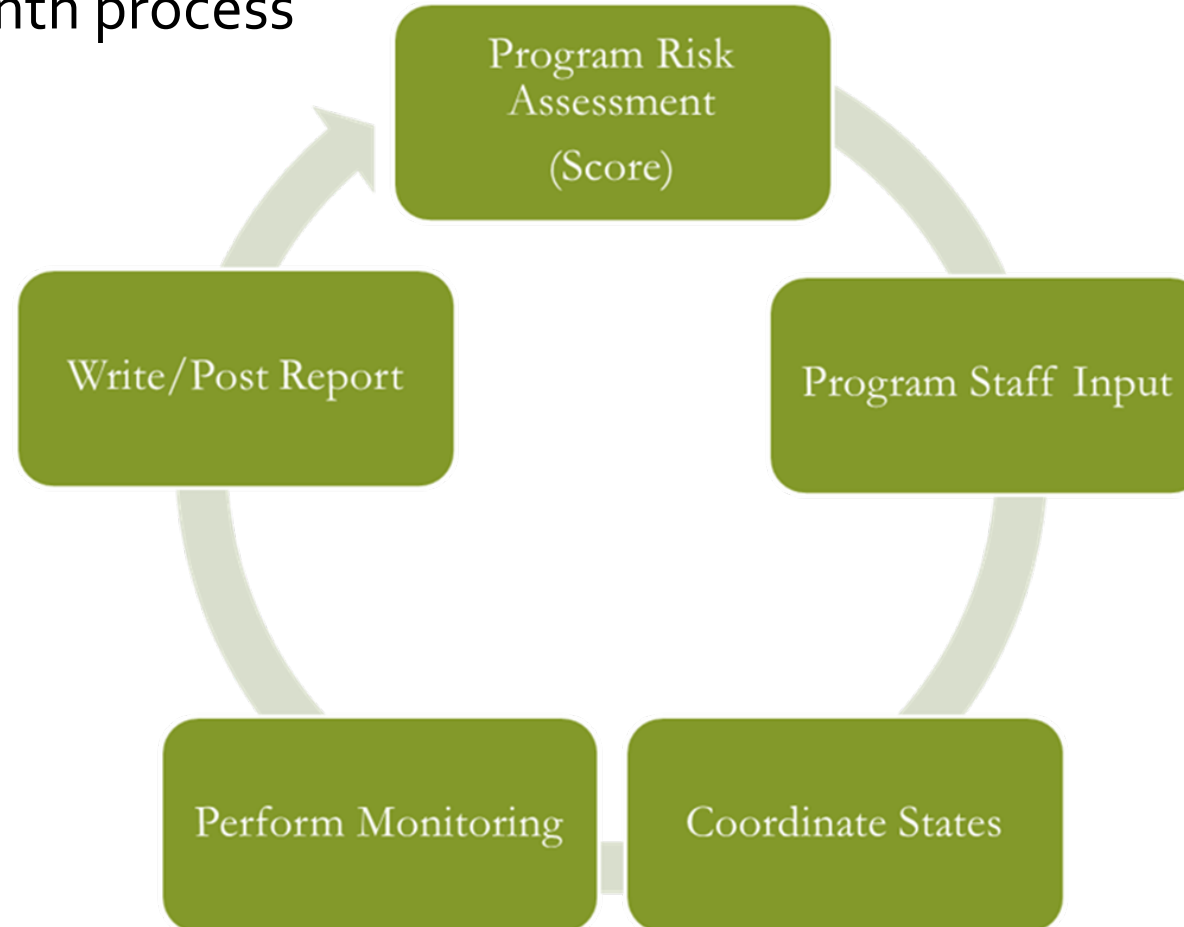 nth process
Program Risk
Assessment
(Score)
Program Staff Input
Coordinate States
Perform Monitoring
Write/Post Report